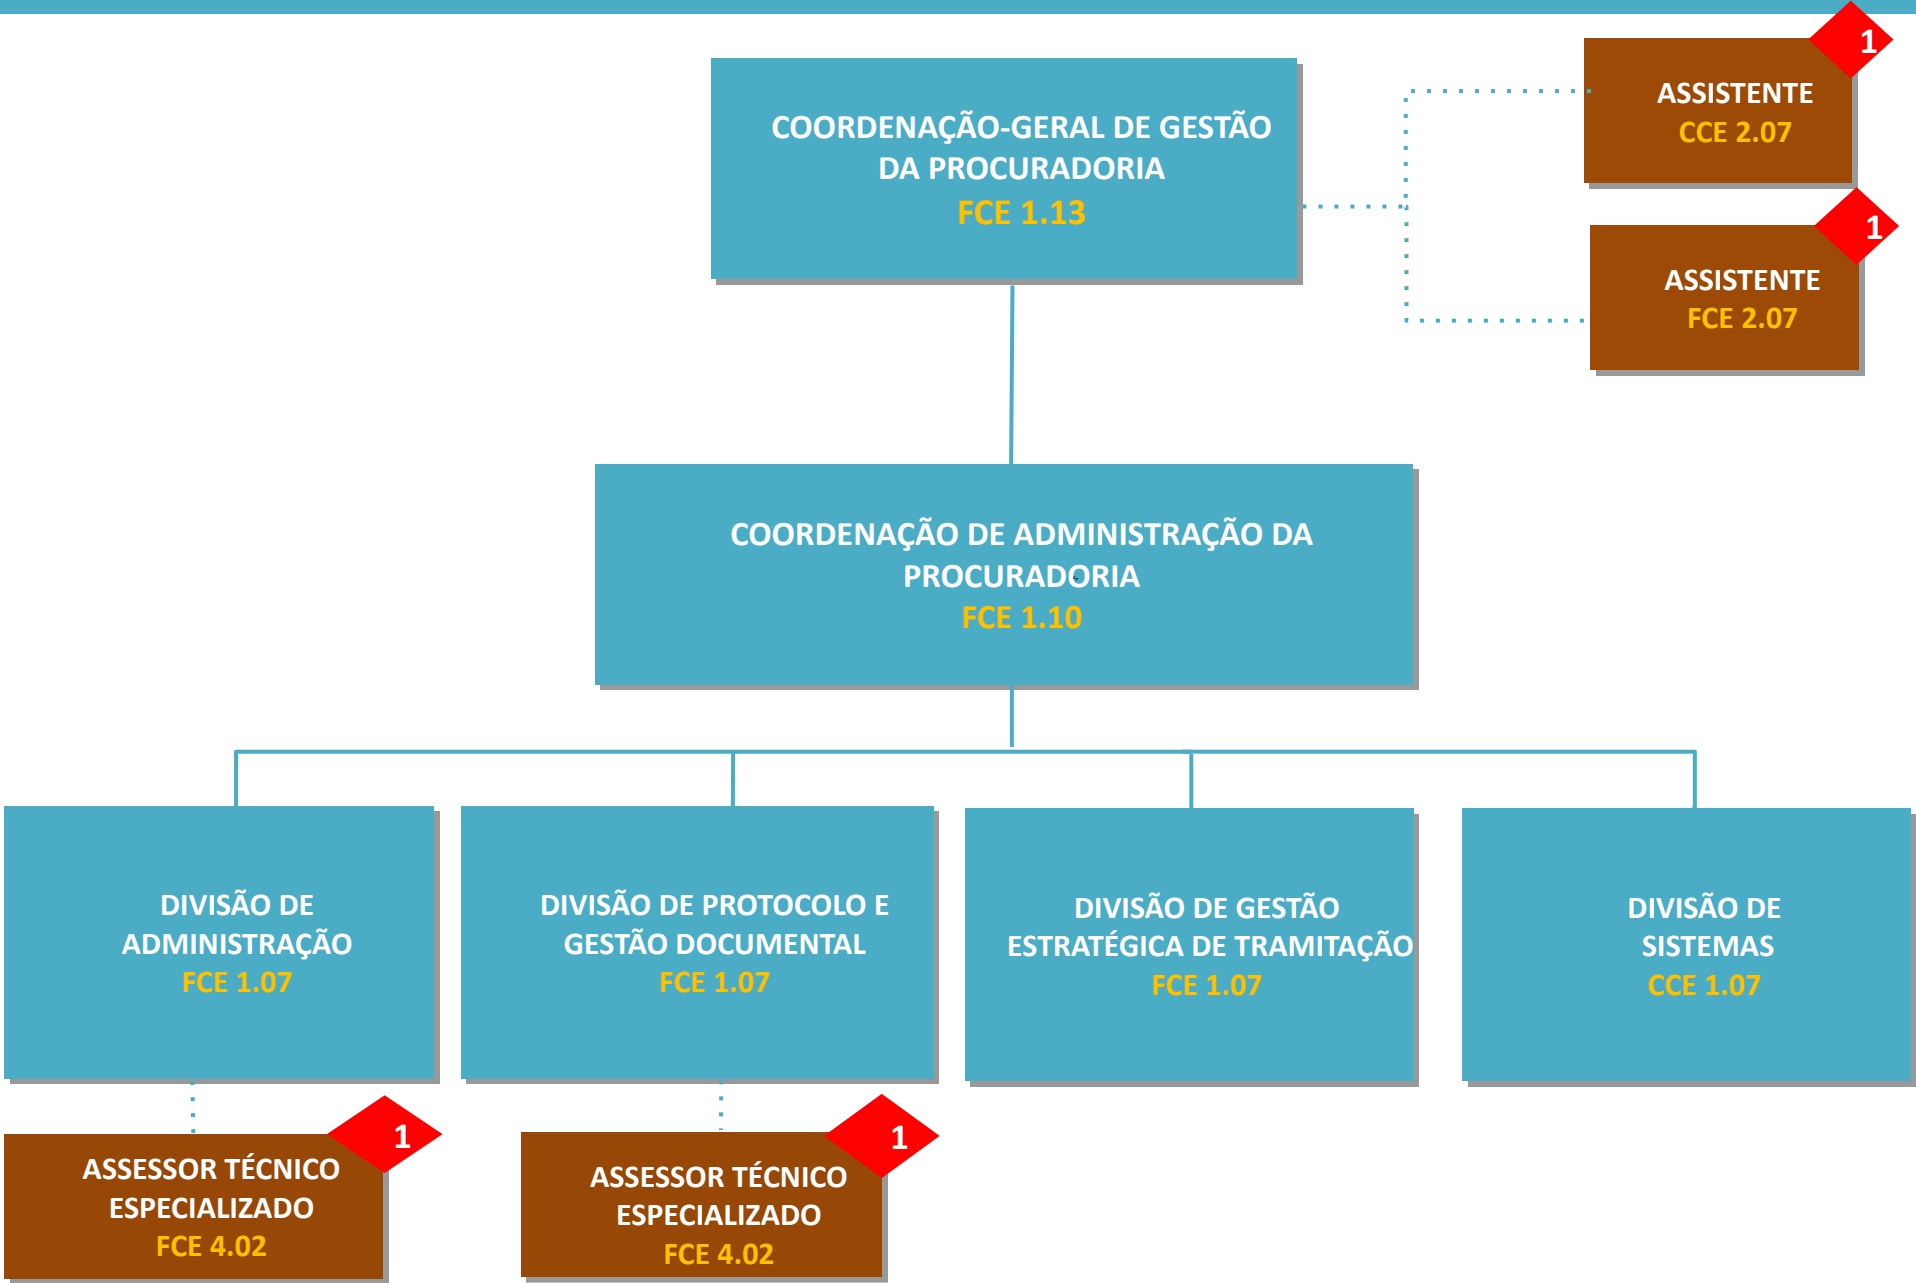 COORDENAÇÃO-GERAL DE GESTÃO
DA PROCURADORIA
FCE 1.13
1
ASSISTENTE
CCE 2.07
1
ASSISTENTE
FCE 2.07
COORDENAÇÃO DE ADMINISTRAÇÃO DA
PROCURADORIA
FCE 1.10
DIVISÃO DE
ADMINISTRAÇÃO
FCE 1.07
DIVISÃO DE PROTOCOLO E
GESTÃO DOCUMENTAL
FCE 1.07
DIVISÃO DE GESTÃO
ESTRATÉGICA DE TRAMITAÇÃO
FCE 1.07
DIVISÃO DE
SISTEMAS
CCE 1.07
1
ASSESSOR TÉCNICO
ESPECIALIZADO
FCE 4.02
1
ASSESSOR TÉCNICO
ESPECIALIZADO
FCE 4.02